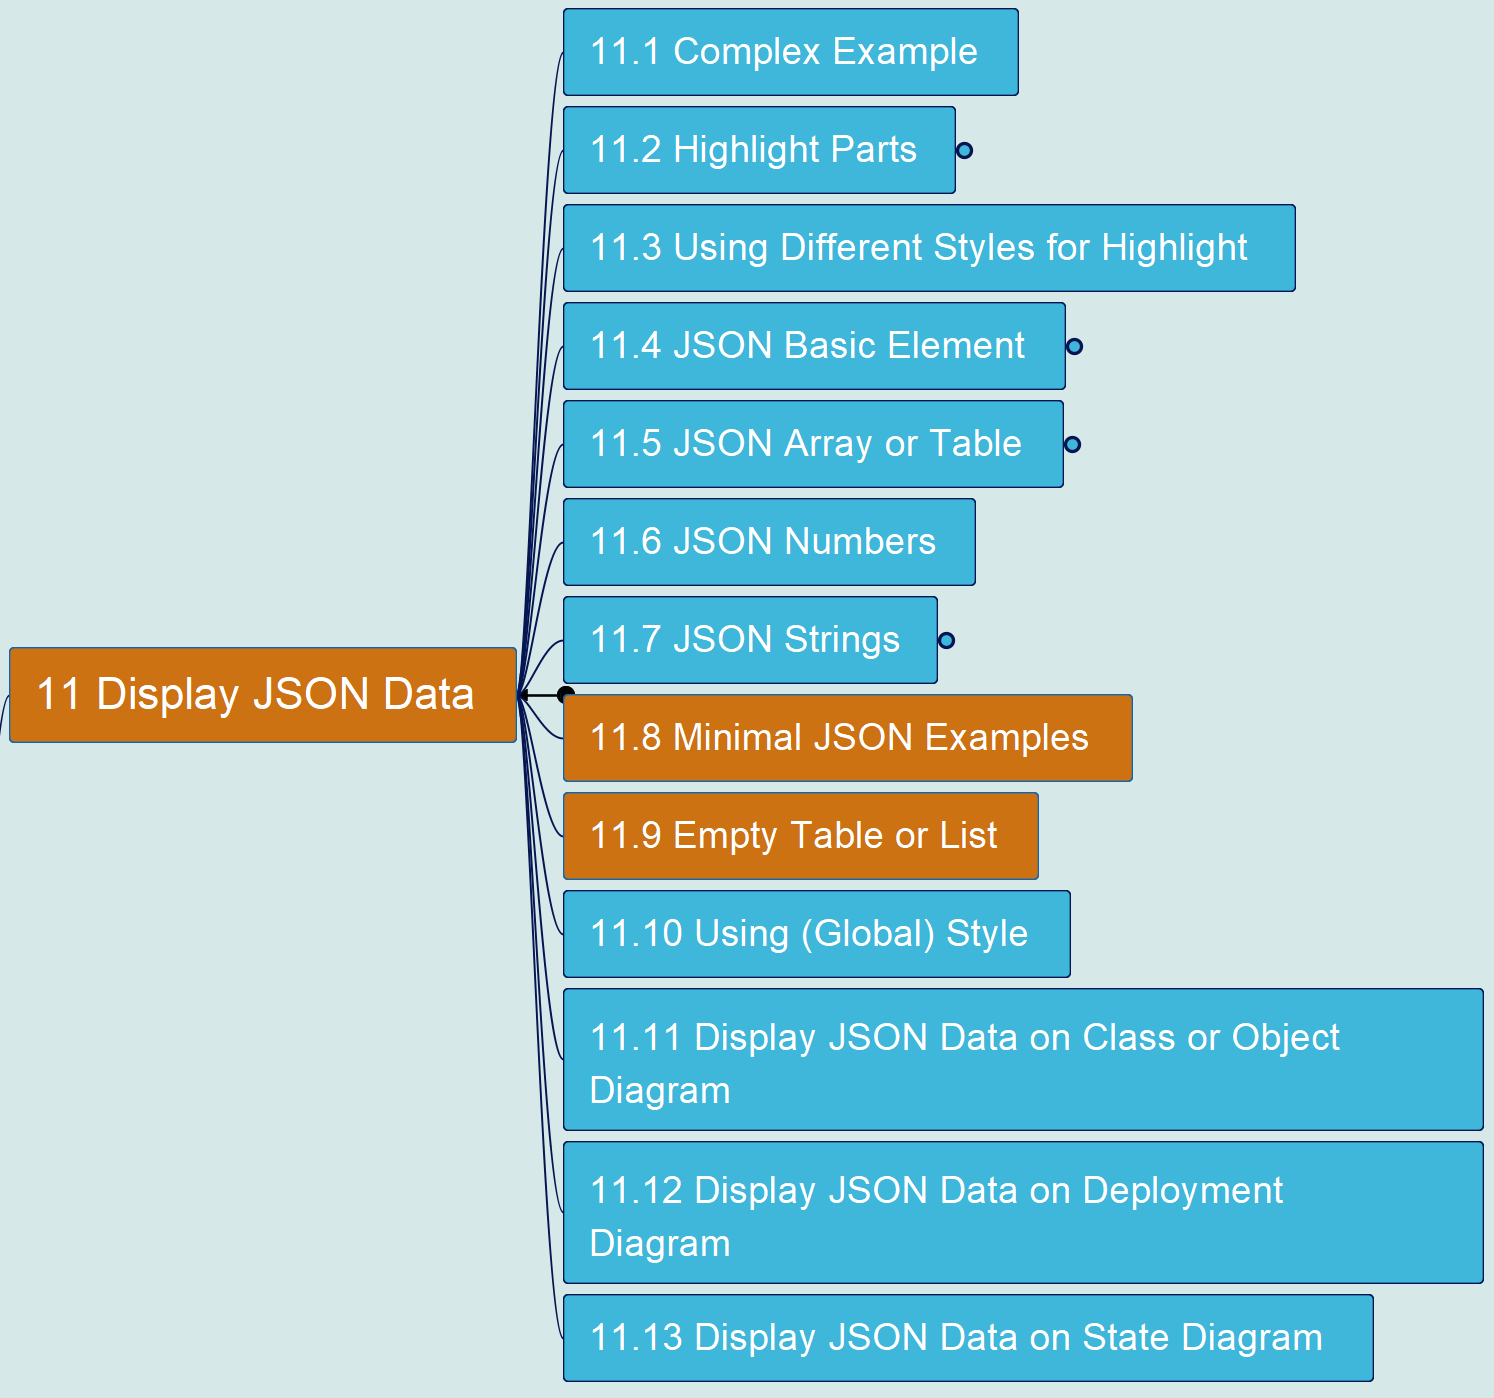 11.1 Complex Example
11.2 Highlight Parts
11.3 Using Different Styles for Highlight
11.4 JSON Basic Element
11.5 JSON Array or Table
11.6 JSON Numbers
11.7 JSON Strings
11 Display JSON Data
11.8 Minimal JSON Examples
11.9 Empty Table or List
11.10 Using (Global) Style
11.11 Display JSON Data on Class or Object
Diagram
11.12 Display JSON Data on Deployment
Diagram
11.13 Display JSON Data on State Diagram